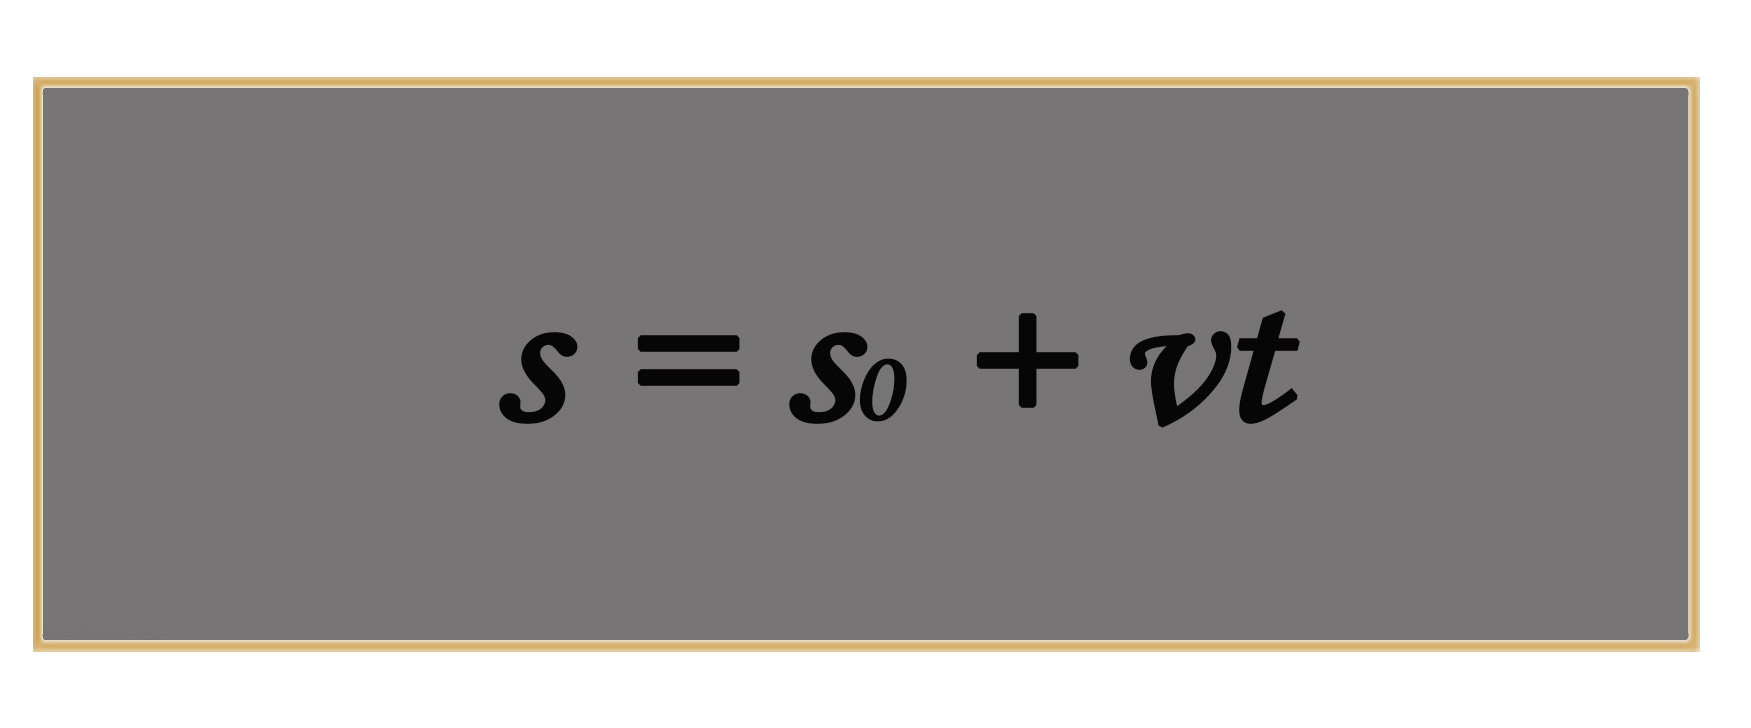 s = s₀ + vt